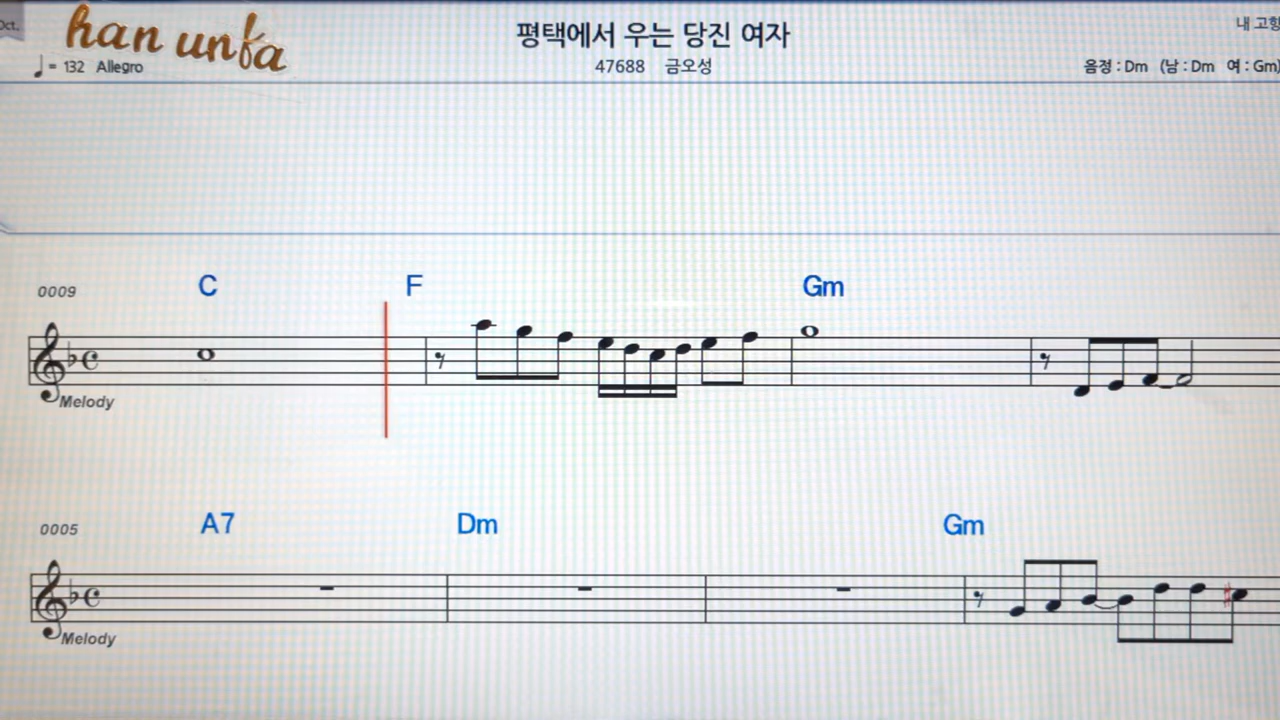 Oct.
han unfa
평택에서 우는 당진 여자
내 고향
= 132 Allegro
47688 금오성
음정 : Dm (남 : Dm 여 : Gm)
C F Gm
0009
Melody
A7 Dm Gm
0005
Melody